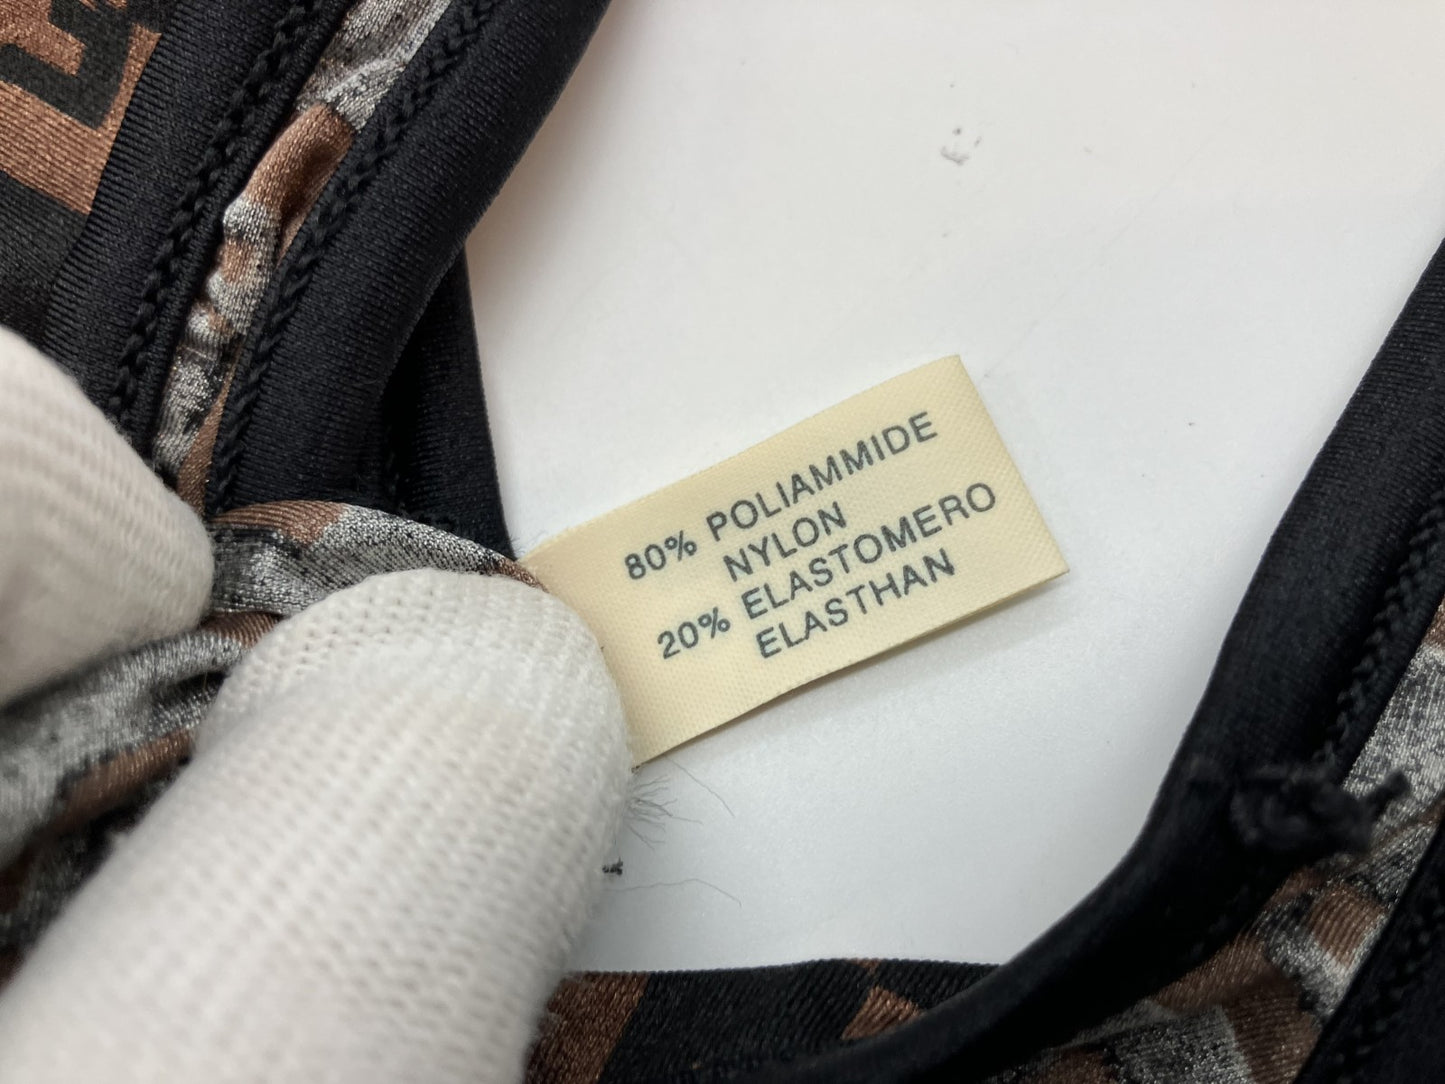 80% POLIAMMIDE
NYLON
20% ELASTOMERO
ELASTHAN